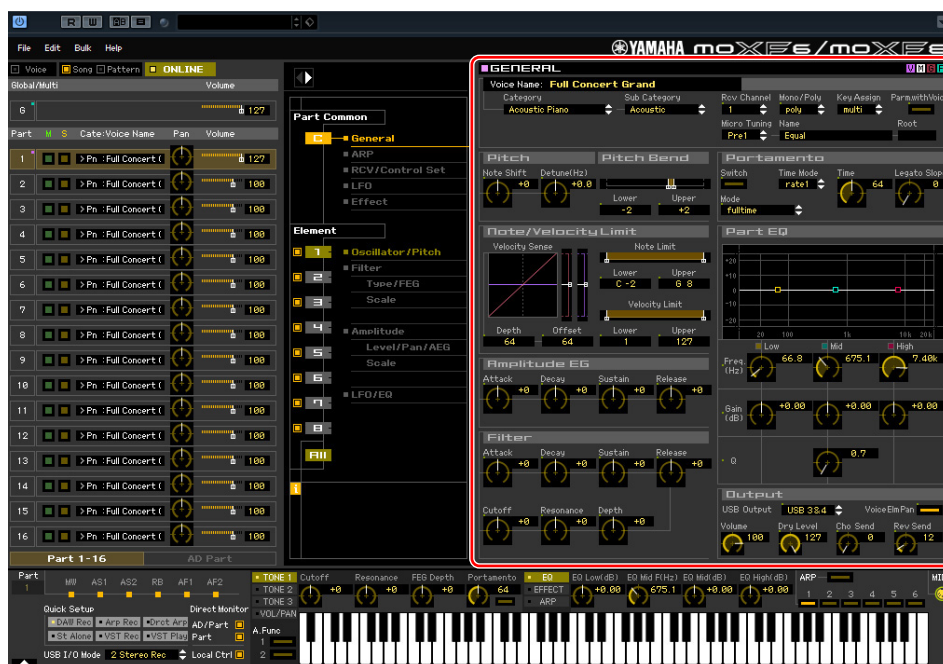 R W AB
File Edit Bulk Help
YAMAHA MOXF6/MOXF
Voice Song Pattern ONLINE
Global/Multi Volume
G 127
Part M S Cate:Voice Name Pan Volume
1 >Pn :Full Concert ( 127
2 >Pn :Full Concert ( 100
3 >Pn :Full Concert ( 100
4 >Pn :Full Concert ( 100
5 >Pn :Full Concert ( 100
6 >Pn :Full Concert ( 100
7 >Pn :Full Concert ( 100
8 >Pn :Full Concert ( 100
9 >Pn :Full Concert ( 100
10 >Pn :Full Concert ( 100
11 >Pn :Full Concert ( 100
12 >Pn :Full Concert ( 100
13 >Pn :Full Concert ( 100
14 >Pn :Full Concert ( 100
15 >Pn :Full Concert ( 100
16 >Pn :Full Concert ( 100
Part 1-16 AD Part
Part Common
C General
ARP
RCV/Control Set
LFO
Effect
Element
1 Oscillator/Pitch
2 Filter
Type/FEG
3 Scale
4 Amplitude
5 Level/Pan/AEG
Scale
6
7 LFO/EQ
8
All
i
GENERAL V M
Voice Name: Full Concert Grand
Category Sub Category Rcv Channel Mono/Poly Key Assign Parm.withVoic
Acoustic Piano Acoustic 1 poly multi
Micro Tuning Name Root
Pre1 Equal
Pitch Pitch Bend
Note Shift Detune(Hz)
+0 +0.0
Lower Upper
-2 +2
Portamento
Switch Time Mode Time Legato Slop
rate1 64 0
Mode
fulltime
Note/Velocity Limit
Velocity Sense Note Limit
Lower Upper
C -2 G 8
Velocity Limit
Depth Offset Lower Upper
64 64 1 127
Part EQ
+20
+10
-10
-20
20 100 1k 10k 20k
Low Mid High
Freq. (Hz) 66.8 675.1 7.40k
Gain (dB) +0.00 +0.00 +0.00
Q 0.7
Amplitude EG
Attack Decay Sustain Release
+0 +0 +0 +0
Filter
Attack Decay Sustain Release
+0 +0 +0 +0
Cutoff Resonance Depth
+0 +0 +0
Output
USB Output USB 3&4 Voice ElmPan
Volume Dry Level Cho Send Rev Send
100 127 0 12
Part
1
MW AS1 AS2 RB AF1 AF2
Quick Setup Direct Monitor
DAW Rec Arp Rec Drct Arp AD/Part
St Alone VST Rec VST Play Part
USB I/O Mode 2 Stereo Rec Local Ctrl
TONE 1
TONE 2
TONE 3
VOL/PAN
Cutoff Resonance FEG Depth Portamento
+0 +0 +0 64
EQ
EFFECT
ARP
EQ Low(dB) EQ Mid F(Hz) EQ Mid(dB) EQ High(dB)
+0.00 675.1 +0.00 +0.00
ARP
1 2 3 4 5 6
A.Func
1
2